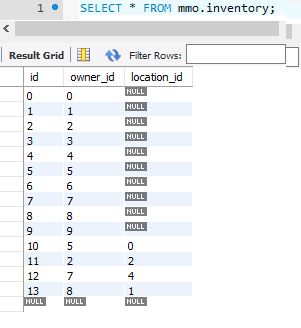 1 SELECT * FROM mmo.inventory;
Result Grid Filter Rows:
id owner_id location_id
0 0 NULL
1 1 NULL
2 2 NULL
3 3 NULL
4 4 NULL
5 5 NULL
6 6 NULL
7 7 NULL
8 8 NULL
9 9 NULL
10 5 0
11 2 2
12 7 4
13 8 1
NULL NULL NULL